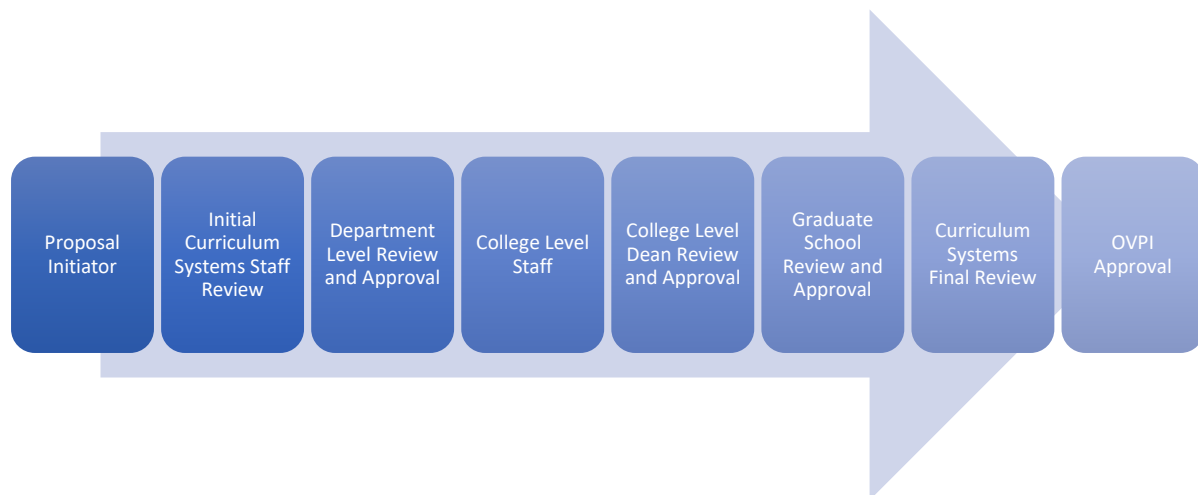 Proposal
Initiator
Initial
Curriculum
Systems Staff
Review
Department
Level Review
and Approval
College Level
Staff
College Level
Dean Review
and Approval
Graduate
School
Review and
Approval
Curriculum
Systems
Final Review
OVPI
Approval